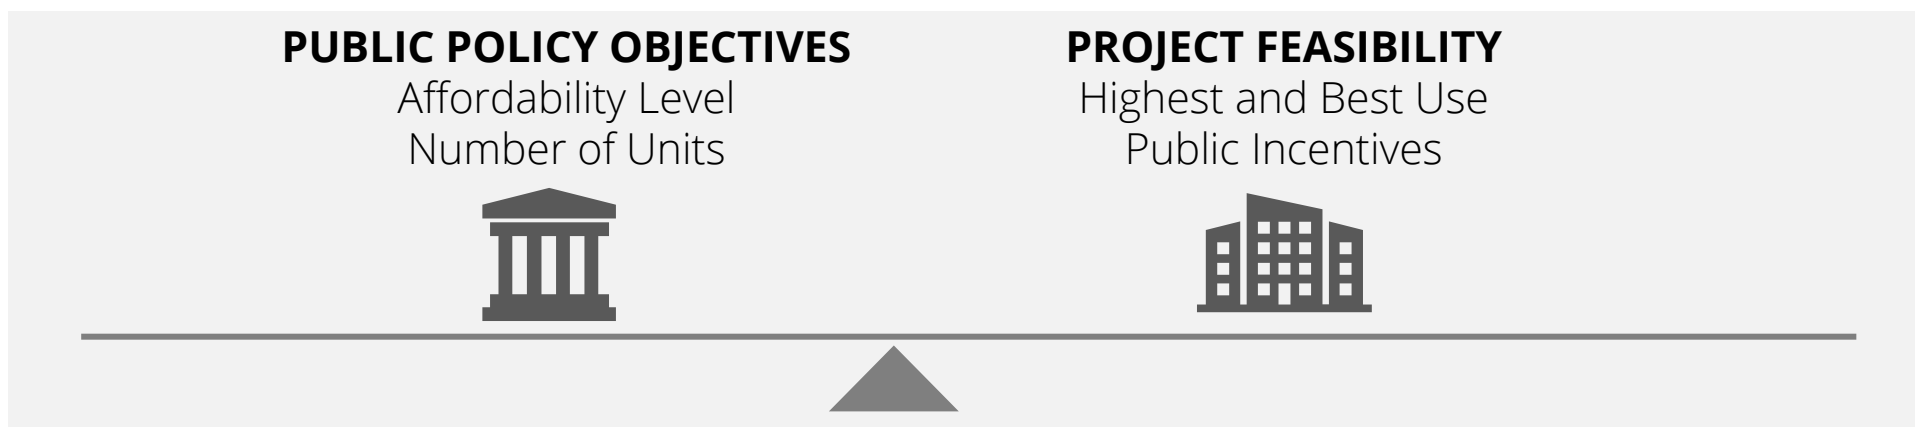 PUBLIC POLICY OBJECTIVES
Affordability Level
Number of Units
PROJECT FEASIBILITY
Highest and Best Use
Public Incentives